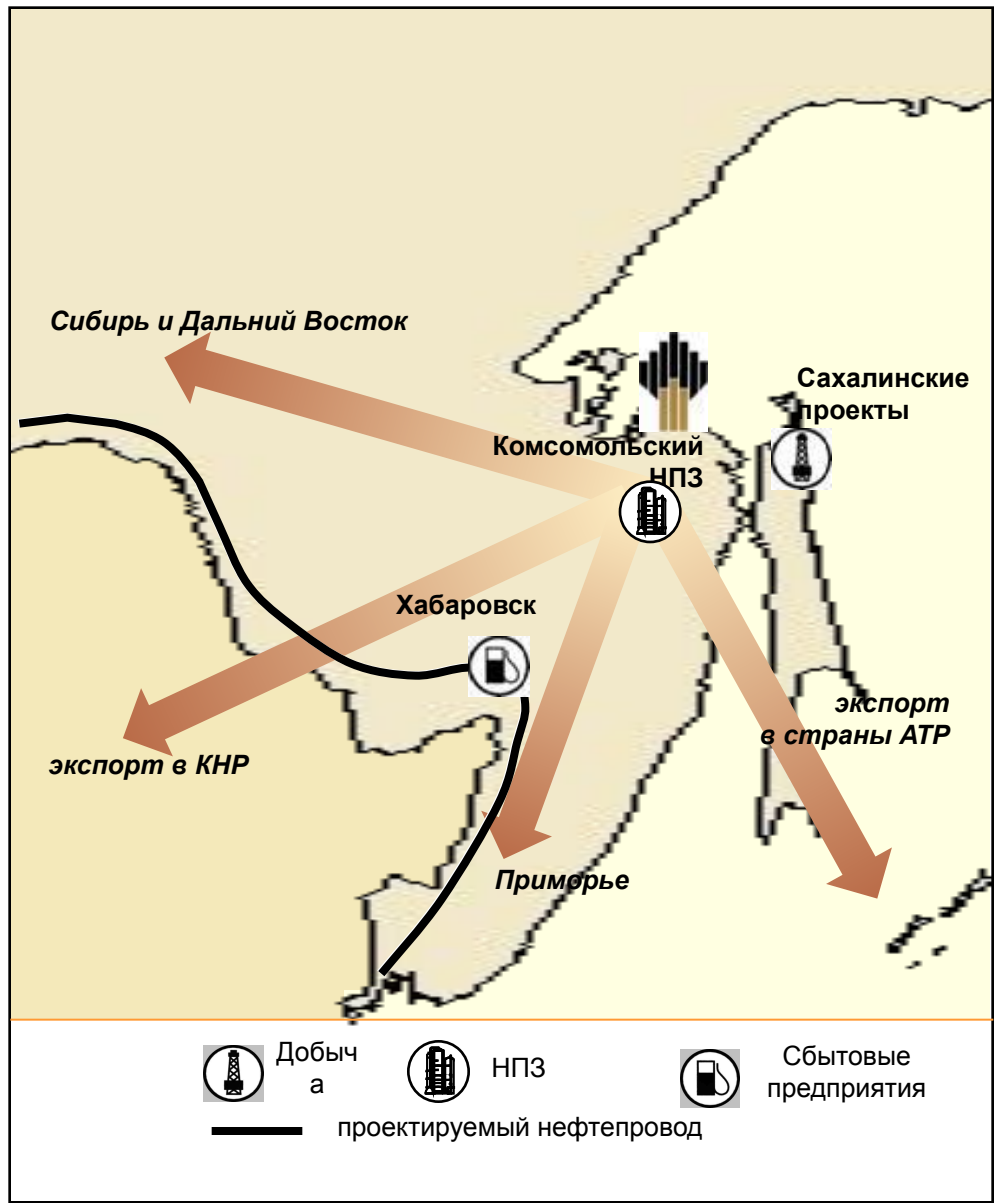 Сибирь и Дальний Восток
Сахалинские
проекты
Комсомольский
НПЗ
Хабаровск
экспорт
в страны АТР
экспорт в КНР
Приморье
Добыч
а
НПЗ
Сбытовые
предприятия
проектируемый нефтепровод